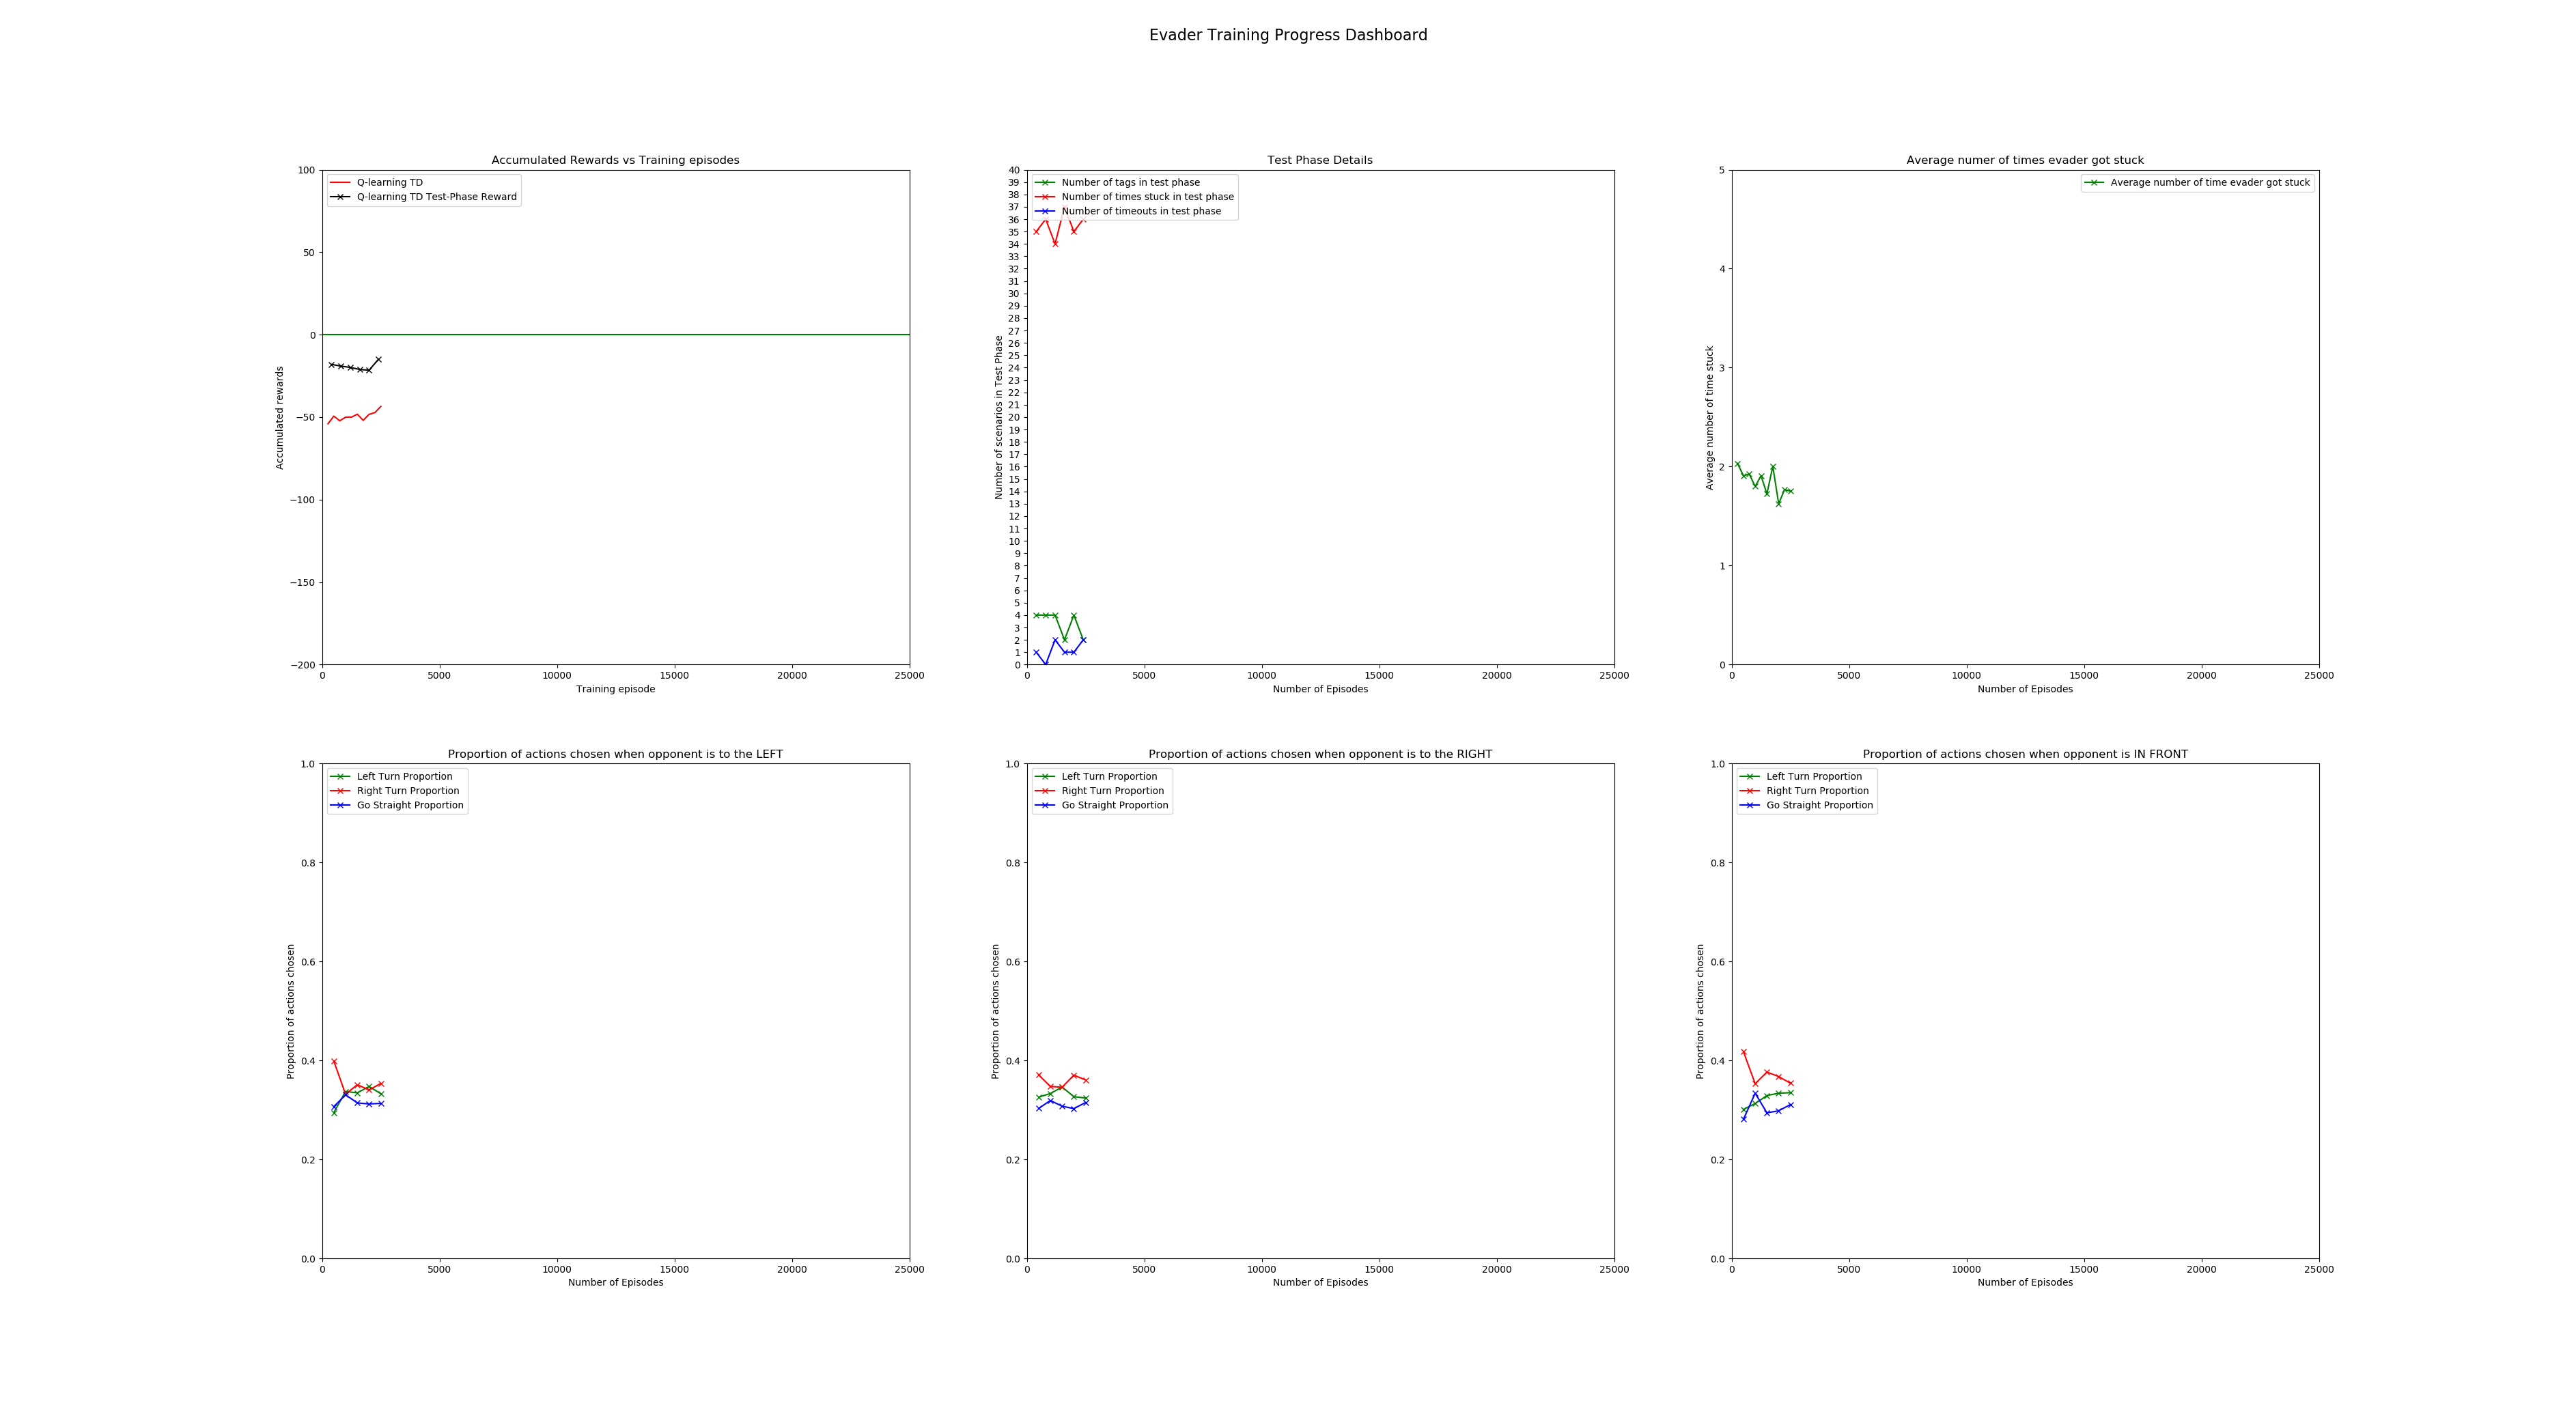 Evader Training Progress Dashboard
Accumulated Rewards vs Training episodes
Q-learning TD
Q-learning TD Test-Phase Reward
Accumulated rewards
100
50
0
−50
−100
−150
−200
0 5000 10000 15000 20000 25000
Training episode
Test Phase Details
Number of tags in test phase
Number of times stuck in test phase
Number of timeouts in test phase
Number of scenarios in Test Phase
40
39
38
37
36
35
34
33
32
31
30
29
28
27
26
25
24
23
22
21
20
19
18
17
16
15
14
13
12
11
10
9
8
7
6
5
4
3
2
1
0
0 5000 10000 15000 20000 25000
Number of Episodes
Average numer of times evader got stuck
Average number of time evader got stuck
Average number of time stuck
5
4
3
2
1
0
0 5000 10000 15000 20000 25000
Number of Episodes
Proportion of actions chosen when opponent is to the LEFT
Left Turn Proportion
Right Turn Proportion
Go Straight Proportion
Proportion of actions chosen
1.0
0.8
0.6
0.4
0.2
0.0
0 5000 10000 15000 20000 25000
Number of Episodes
Proportion of actions chosen when opponent is to the RIGHT
Left Turn Proportion
Right Turn Proportion
Go Straight Proportion
Proportion of actions chosen
1.0
0.8
0.6
0.4
0.2
0.0
0 5000 10000 15000 20000 25000
Number of Episodes
Proportion of actions chosen when opponent is IN FRONT
Left Turn Proportion
Right Turn Proportion
Go Straight Proportion
Proportion of actions chosen
1.0
0.8
0.6
0.4
0.2
0.0
0 5000 10000 15000 20000 25000
Number of Episodes